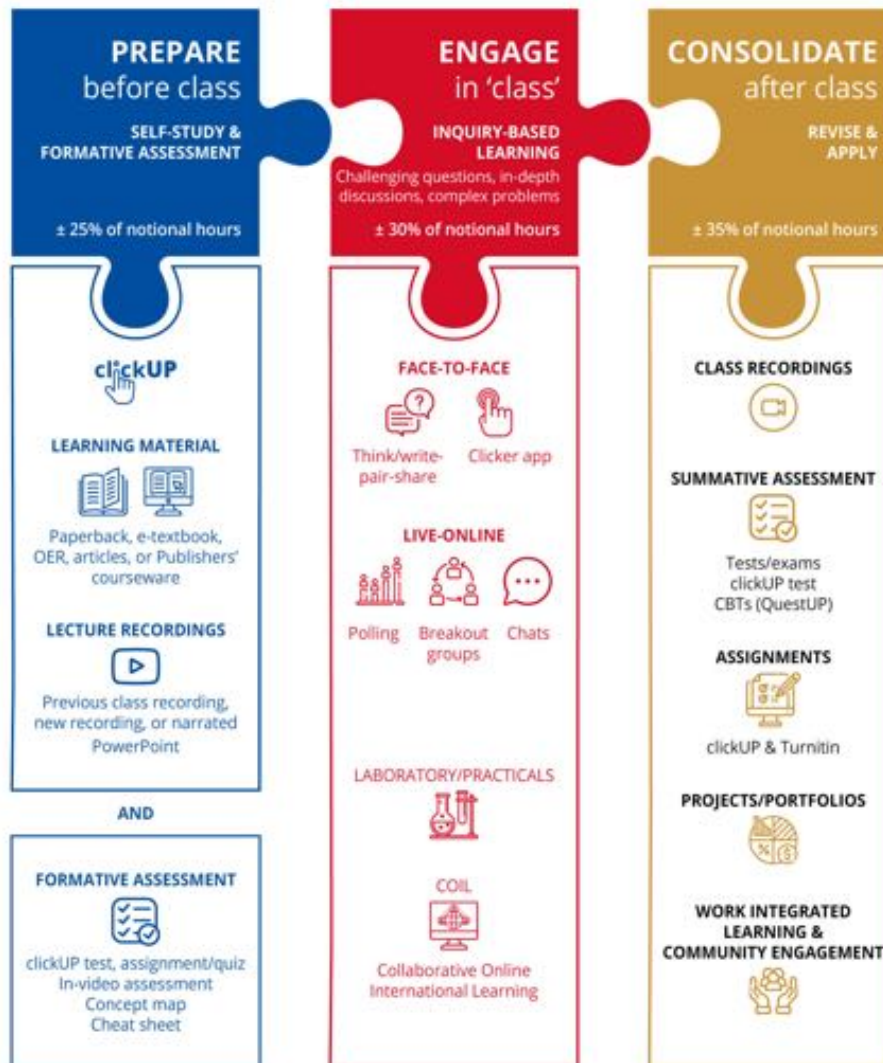 PREPARE
before class
SELF-STUDY &
FORMATIVE ASSESSMENT
± 25% of notional hours
clickUP
LEARNING MATERIAL
Paperback, e-textbook,
OER, articles, or Publishers'
courseware
LECTURE RECORDINGS
Previous class recording,
new recording, or narrated
PowerPoint
AND
FORMATIVE ASSESSMENT
clickUP test, assignment/quiz
In-video assessment
Concept map
Cheat sheet
ENGAGE
in ‘class’
INQUIRY-BASED
LEARNING
Challenging questions, in-depth
discussions, complex problems
± 30% of notional hours
FACE-TO-FACE
Think/write-
pair-share
Clicker app
LIVE-ONLINE
Polling
Breakout
groups
Chats
LABORATORY/PRACTICALS
COIL
Collaborative Online
International Learning
CONSOLIDATE
after class
REVISE &
APPLY
± 35% of notional hours
CLASS RECORDINGS
SUMMATIVE ASSESSMENT
Tests/exams
clickUP test
CBTs (QuestUP)
ASSIGNMENTS
clickUP & Turnitin
PROJECTS/PORTFOLIOS
WORK INTEGRATED
LEARNING &
COMMUNITY ENGAGEMENT